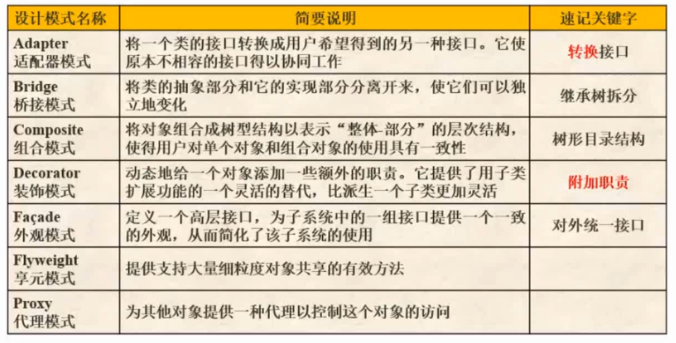 设计模式名称 简要说明 速记关键字
Adapter
适配器模式
将一个类的接口转换成用户希望得到的另一种接口。它使
原本不相容的接口得以协同工作
转换接口
Bridge
桥接模式
将类的抽象部分和它的实现部分分离开来，使它们可以独
立地变化
继承树拆分
Composite
组合模式
将对象组合成树型结构以表示“整体-部分”的层次结构，
使得用户对单个对象和组合对象的使用具有一致性
树形目录结构
Decorator
装饰模式
动态地给一个对象添加一些额外的职责。它提供了用子类
扩展功能的一个灵活的替代，比派生一个子类更加灵活
附加职责
Façade
外观模式
定义一个高层接口，为子系统中的一组接口提供一个一致
的外观，从而简化了该子系统的使用
对外统一接口
Flyweight
享元模式
提供支持大量细粒度对象共享的有效方法
Proxy
代理模式
为其他对象提供一种代理以控制这个对象的访问